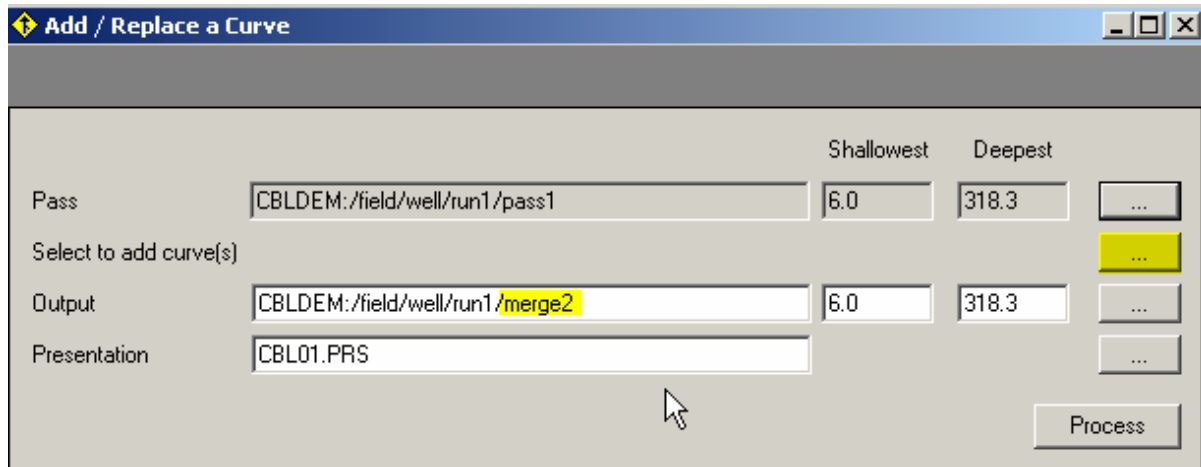 Add / Replace a Curve
Shallowest Deepest
Pass CBLDEM:/field/well/run1/pass1 6.0 318.3 ...
Select to add curve(s) ...
Output CBLDEM:/field/well/run1/merge2 6.0 318.3 ...
Presentation CBL01.PRS ...
Process